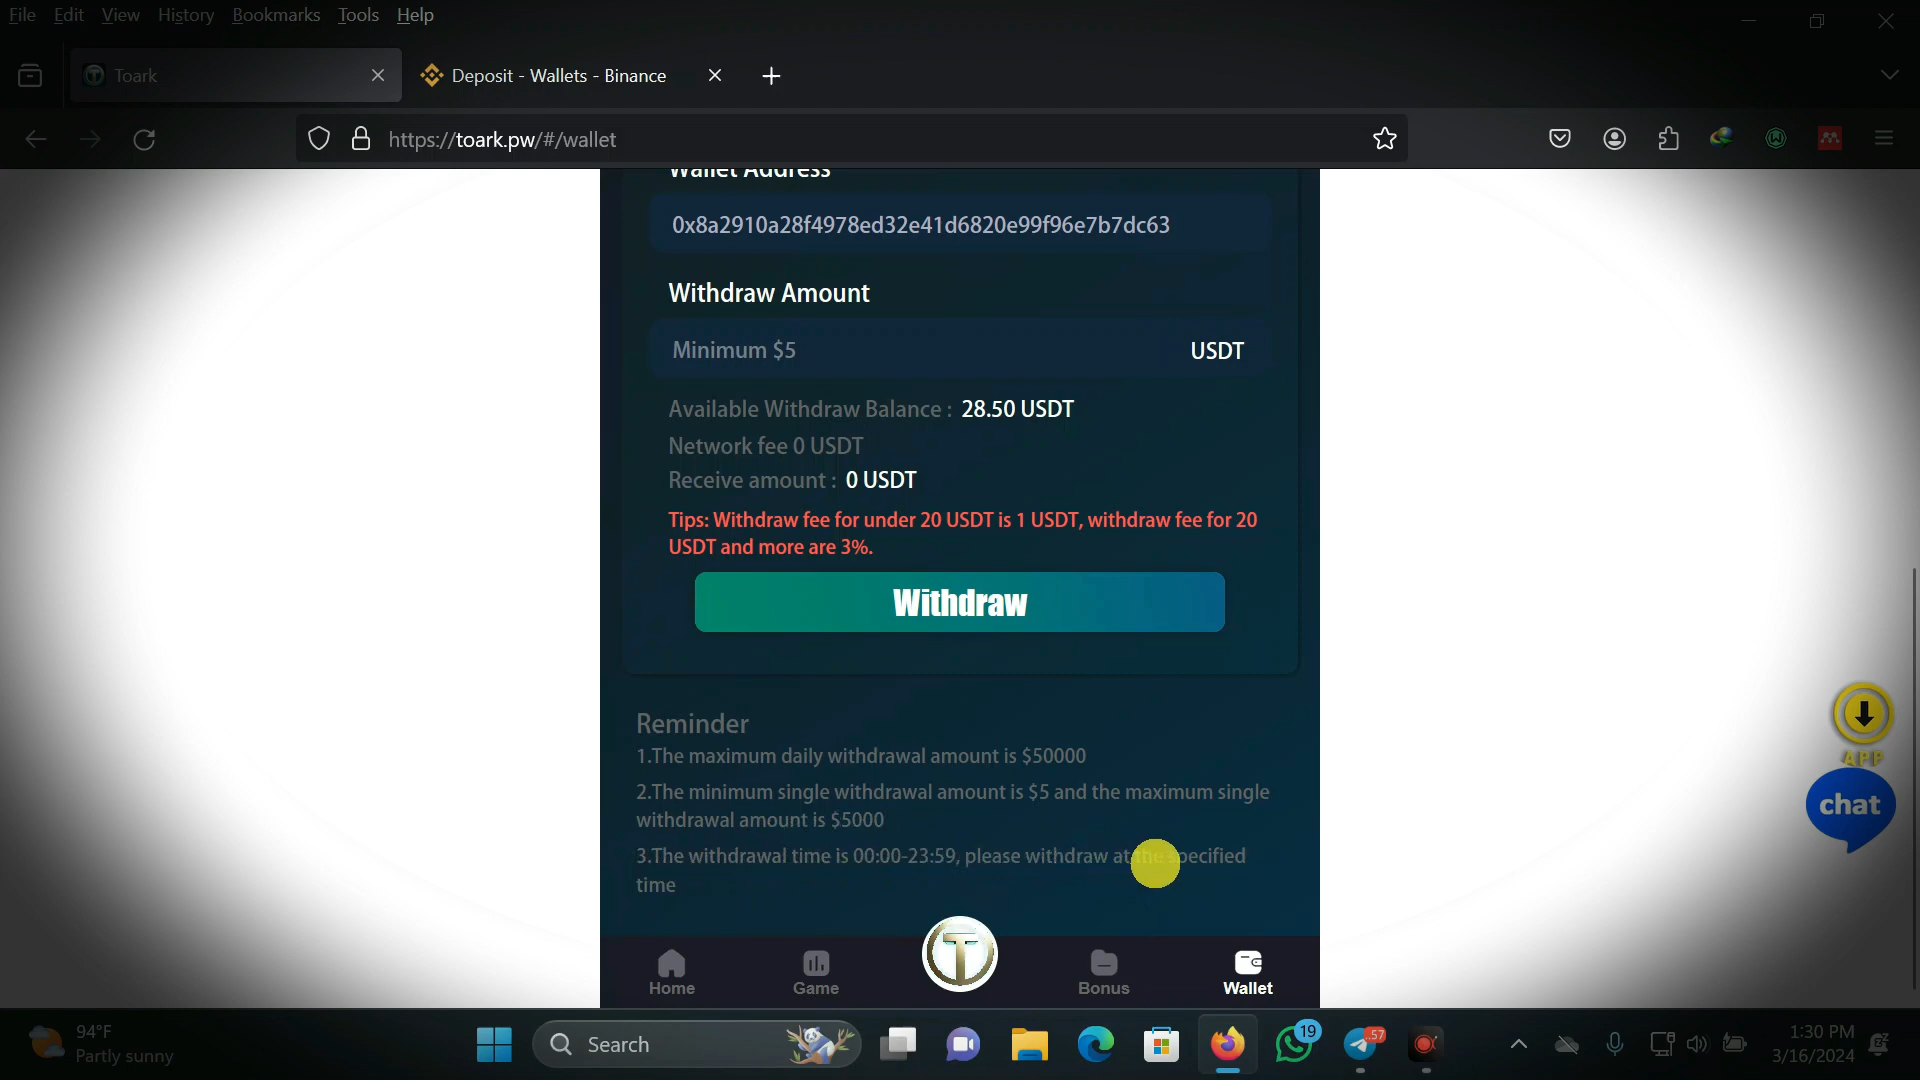 File Edit View History Bookmarks Tools Help
Toark
Deposit - Wallets - Binance
https://toark.pw/#/wallet
Wallet Address
0x8a2910a28f4978ed32e41d6820e99f96e7b7dc63
Withdraw Amount
Minimum $5 USDT
Available Withdraw Balance : 28.50 USDT
Network fee 0 USDT
Receive amount : 0 USDT
Tips: Withdraw fee for under 20 USDT is 1 USDT, withdraw fee for 20
USDT and more are 3%.
Withdraw
Reminder
1.The maximum daily withdrawal amount is $50000
2.The minimum single withdrawal amount is $5 and the maximum single
withdrawal amount is $5000
3.The withdrawal time is 00:00-23:59, please withdraw at the specified
time
APP
chat
T
Home Game Bonus Wallet
94°F
Partly sunny
Search
19
..57
1:30 PM
3/16/2024